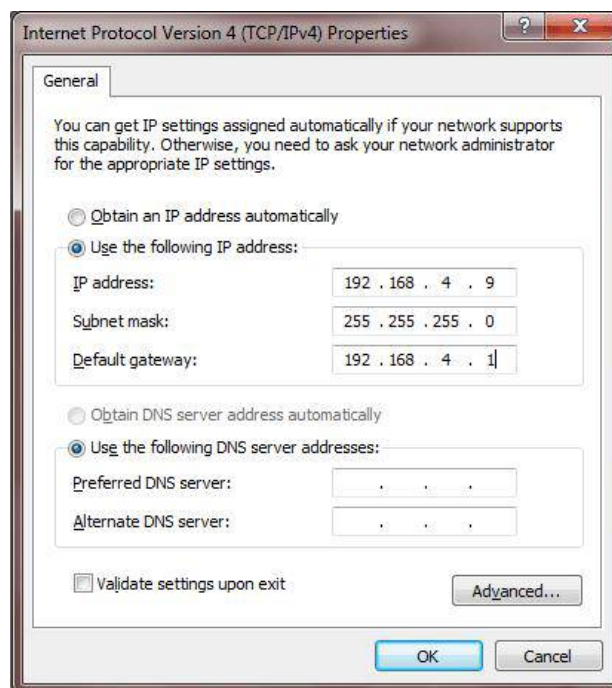 Internet Protocol Version 4 (TCP/IPv4) Properties
?
X
General
You can get IP settings assigned automatically if your network supports
this capability. Otherwise, you need to ask your network administrator
for the appropriate IP settings.
Obtain an IP address automatically
Use the following IP address:
IP address: 192 . 168 . 4 . 9
Subnet mask: 255 . 255 . 255 . 0
Default gateway: 192 . 168 . 4 . 1
Obtain DNS server address automatically
Use the following DNS server addresses:
Preferred DNS server: . . .
Alternate DNS server: . . .
Validate settings upon exit
Advanced...
OK Cancel